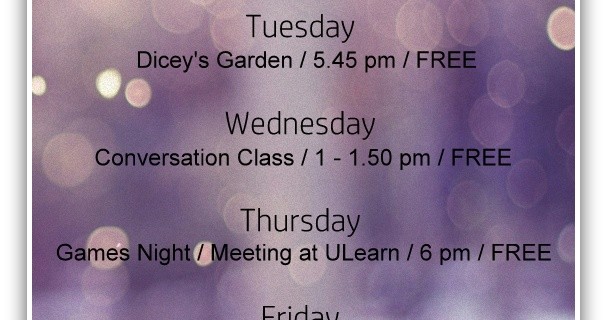 Tuesday
Dicey's Garden / 5.45 pm / FREE
Wednesday
Conversation Class / 1 - 1.50 pm / FREE
Thursday
Games Night / Meeting at ULearn / 6 pm / FREE
Friday